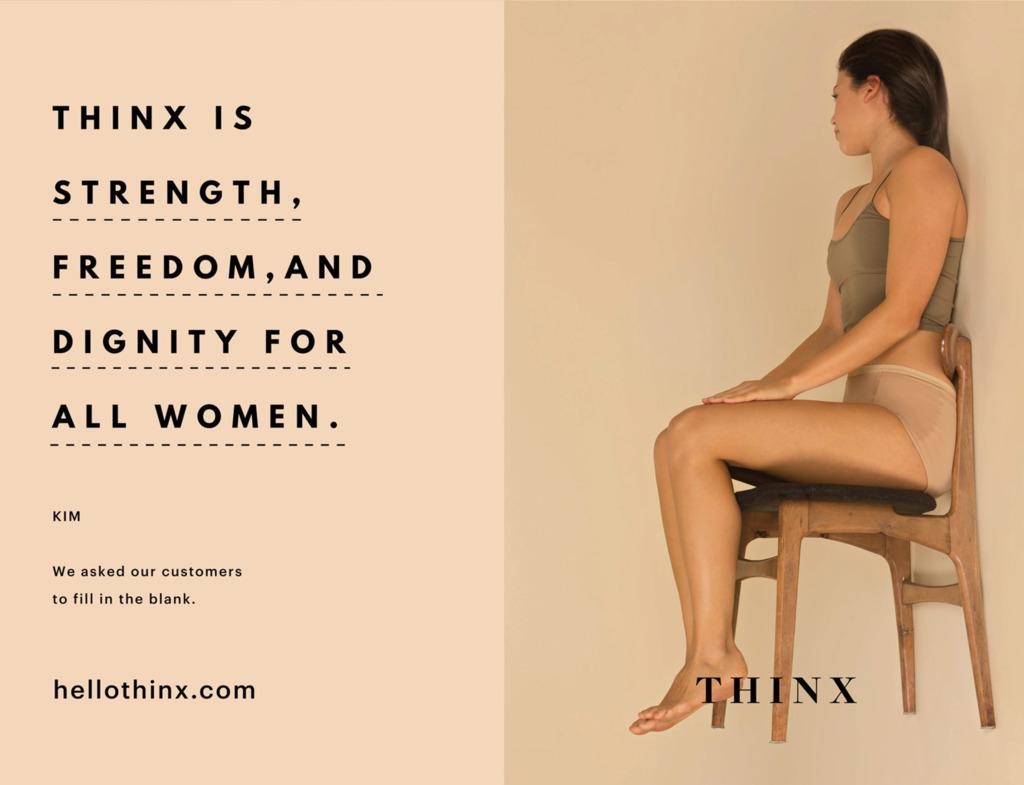 THINX IS
STRENGTH,
FREEDOM,AND
DIGNITY FOR
ALL WOMEN.
KIM
We asked our customers
to fill in the blank.
hellothinx.com
THINX